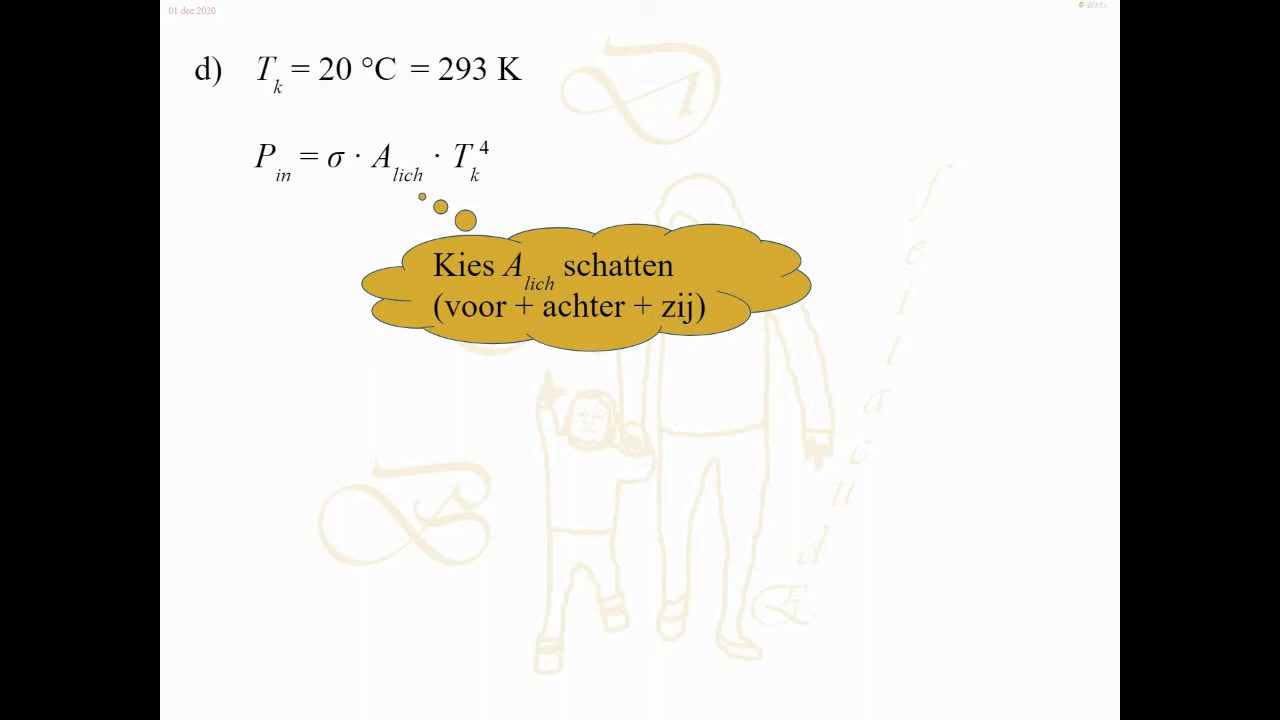 01 dec 2020
d) T_k = 20 °C = 293 K
P_in = σ · A_lich · T_k^4
Kies A_lich schatten
(voor + achter + zij)
f e i t a c u d E